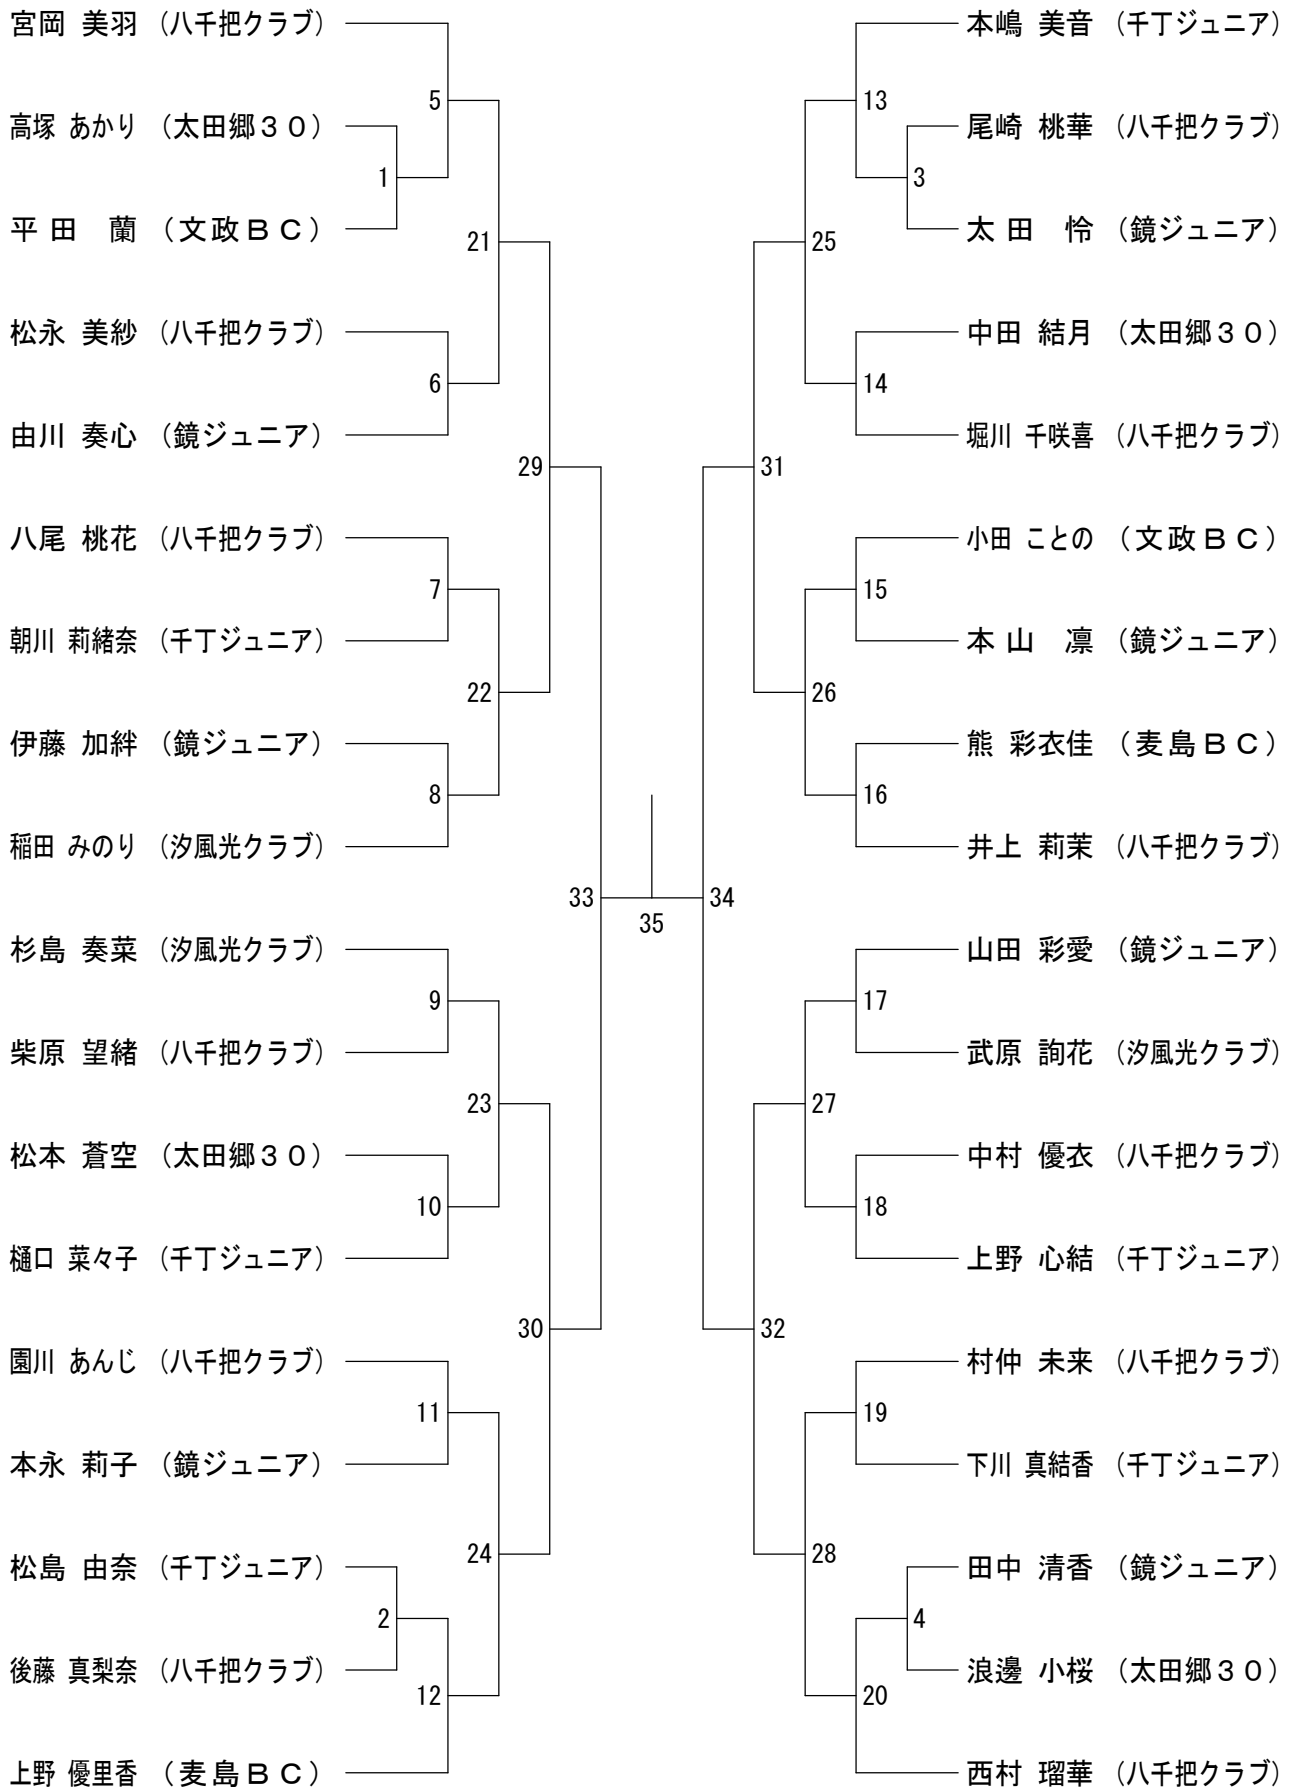 宮岡 美羽 (八千把クラブ)
5
高塚 あかり (太田郷３０)
1
平田 蘭 (文政ＢＣ)
21
松永 美紗 (八千把クラブ)
6
由川 奏心 (鏡ジュニア)
29
八尾 桃花 (八千把クラブ)
7
朝川 莉緒奈 (千丁ジュニア)
22
伊藤 加絆 (鏡ジュニア)
8
稲田 みのり (汐風光クラブ)
33
杉島 奏菜 (汐風光クラブ)
9
柴原 望緒 (八千把クラブ)
23
松本 蒼空 (太田郷３０)
10
樋口 菜々子 (千丁ジュニア)
30
園川 あんじ (八千把クラブ)
11
本永 莉子 (鏡ジュニア)
24
松島 由奈 (千丁ジュニア)
2
後藤 真梨奈 (八千把クラブ)
12
上野 優里香 (麦島ＢＣ)
35
本嶋 美音 (千丁ジュニア)
13
尾崎 桃華 (八千把クラブ)
3
太田 怜 (鏡ジュニア)
25
中田 結月 (太田郷３０)
14
堀川 千咲喜 (八千把クラブ)
31
小田 ことの (文政ＢＣ)
15
本山 凛 (鏡ジュニア)
26
熊 彩衣佳 (麦島ＢＣ)
16
井上 莉茉 (八千把クラブ)
34
山田 彩愛 (鏡ジュニア)
17
武原 詢花 (汐風光クラブ)
27
中村 優衣 (八千把クラブ)
18
上野 心結 (千丁ジュニア)
32
村仲 未来 (八千把クラブ)
19
下川 真結香 (千丁ジュニア)
28
田中 清香 (鏡ジュニア)
4
浪邊 小桜 (太田郷３０)
20
西村 瑠華 (八千把クラブ)